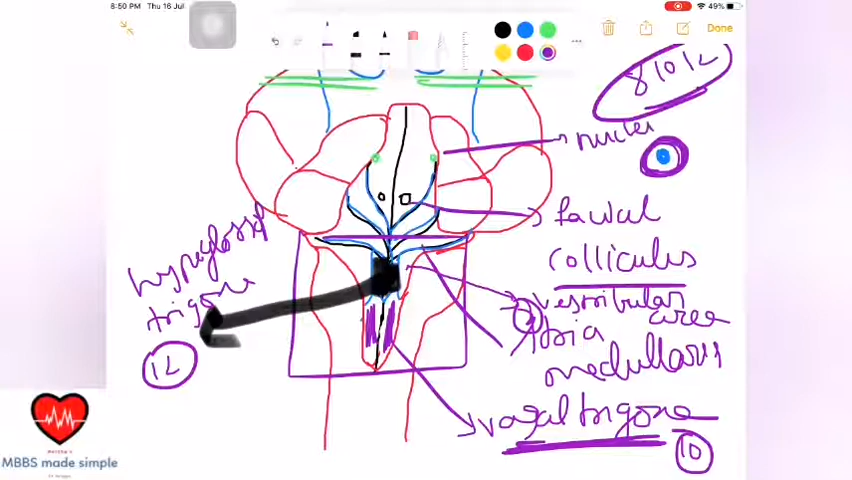 8:50 PM Thu 16 Jul
49%
Done
8 10 12
nuclei
facial
colliculus
vestibular
area
medullaris
vagal trigone
10
hypoglossal
trigone
12
MBBS made simple